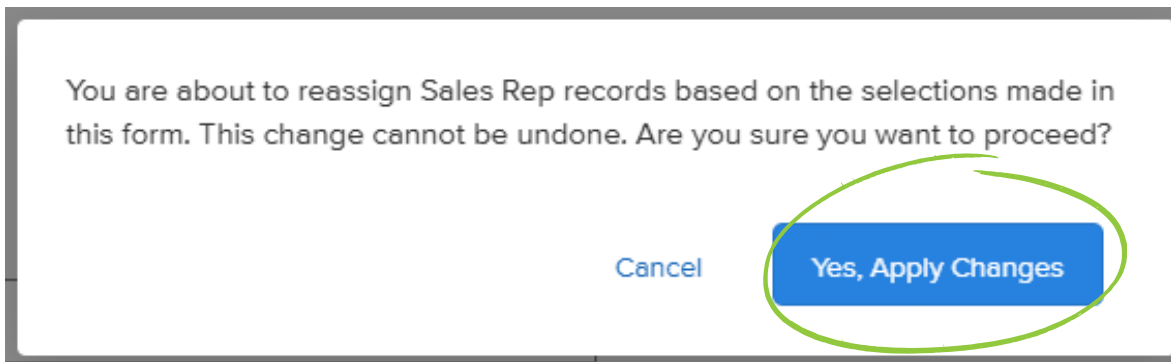 You are about to reassign Sales Rep records based on the selections made in
this form. This change cannot be undone. Are you sure you want to proceed?
Cancel
Yes, Apply Changes